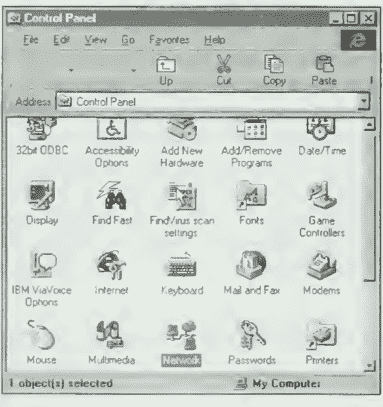 Control Panel
File Edit View Go Favorites Help
Up Cut Copy Paste
Address Control Panel
32bit ODBC Accessibility Options Add New Hardware Add/Remove Programs Date/Time
Display Find Fast FindVirus scan settings Fonts Game Controllers
IBM ViaVoice Options Internet Keyboard Mail and Fax Modems
Mouse Multimedia Network Passwords Printers
1 object(s) selected My Computer